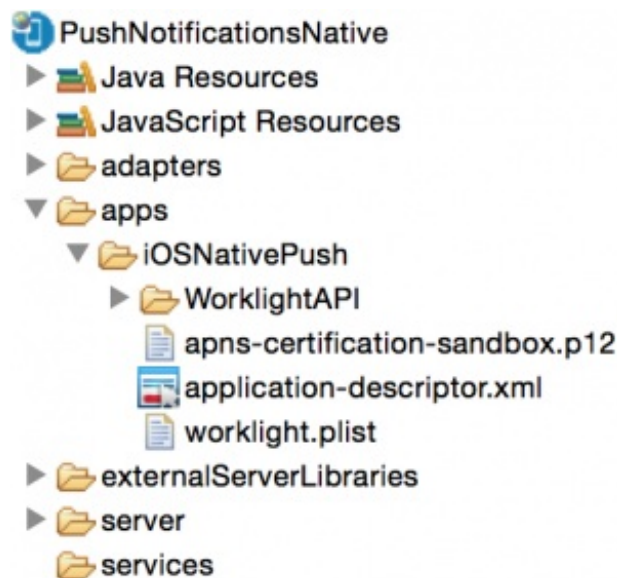 PushNotificationsNative
Java Resources
JavaScript Resources
adapters
apps
iOSNativePush
WorklightAPI
apns-certification-sandbox.p12
application-descriptor.xml
worklight.plist
externalServerLibraries
server
services